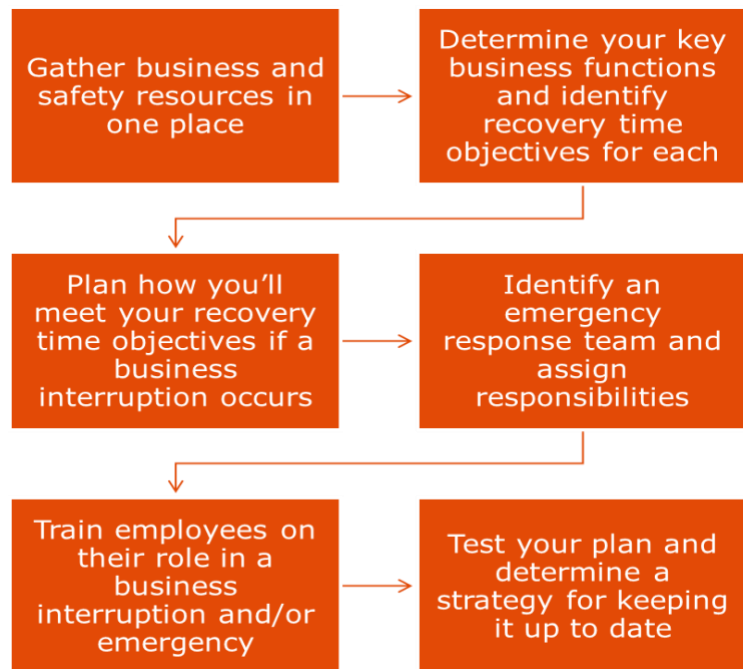 Gather business and
safety resources in
one place
Determine your key
business functions
and identify
recovery time
objectives for each
Plan how you'll
meet your recovery
time objectives if a
business
interruption occurs
Identify an
emergency
response team and
assign
responsibilities
Train employees on
their role in a
business
interruption and/or
emergency
Test your plan and
determine a
strategy for keeping
it up to date